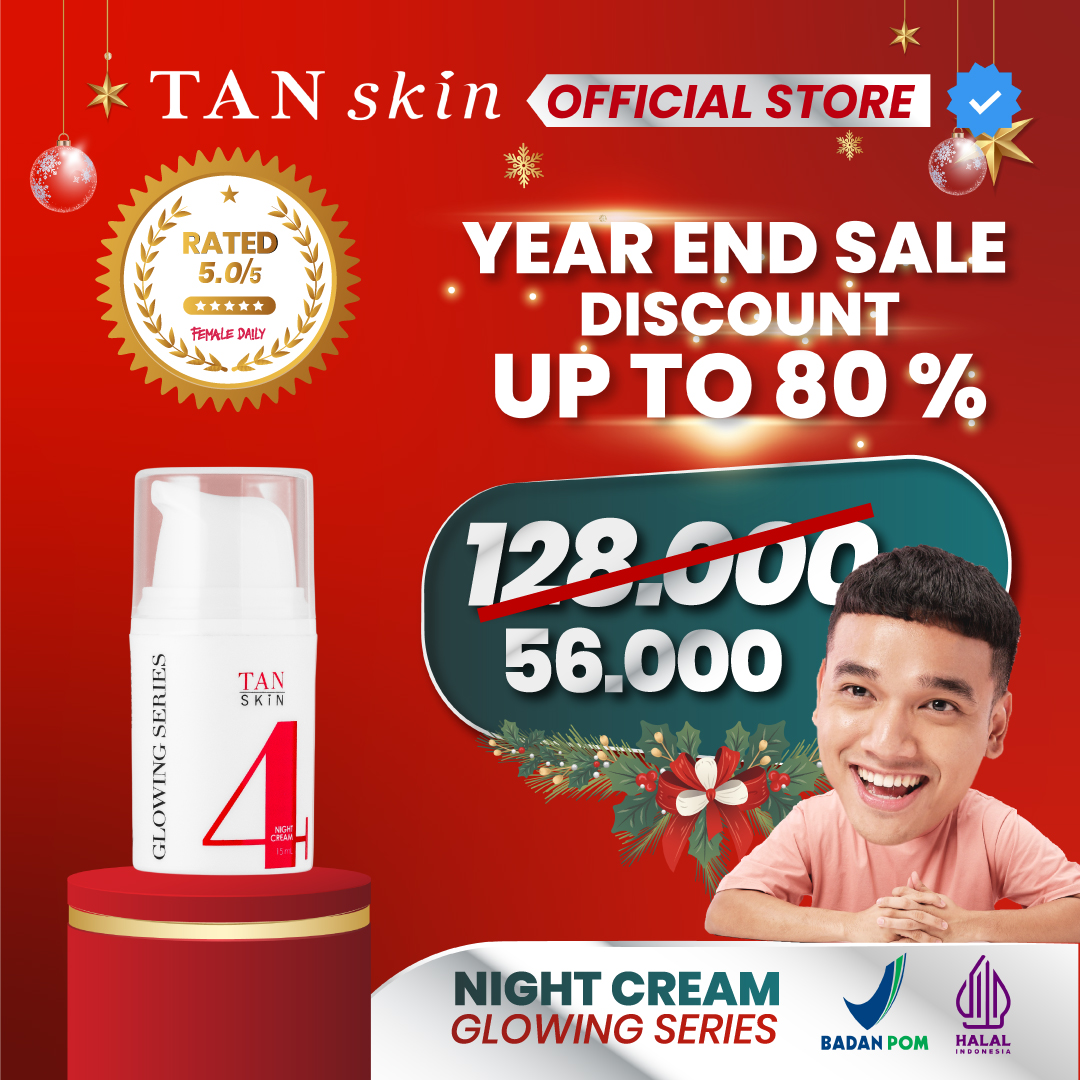 TAN skin OFFICIAL STORE
RATED
5.0/5
FEMALE DAILY
YEAR END SALE
DISCOUNT
UP TO 80 %
128.000
56.000
GLOWING SERIES
TAN
SKiN
4
NIGHT
CREAM
15 mL
NIGHT CREAM
GLOWING SERIES
BADAN POM
HALAL
INDONESIA